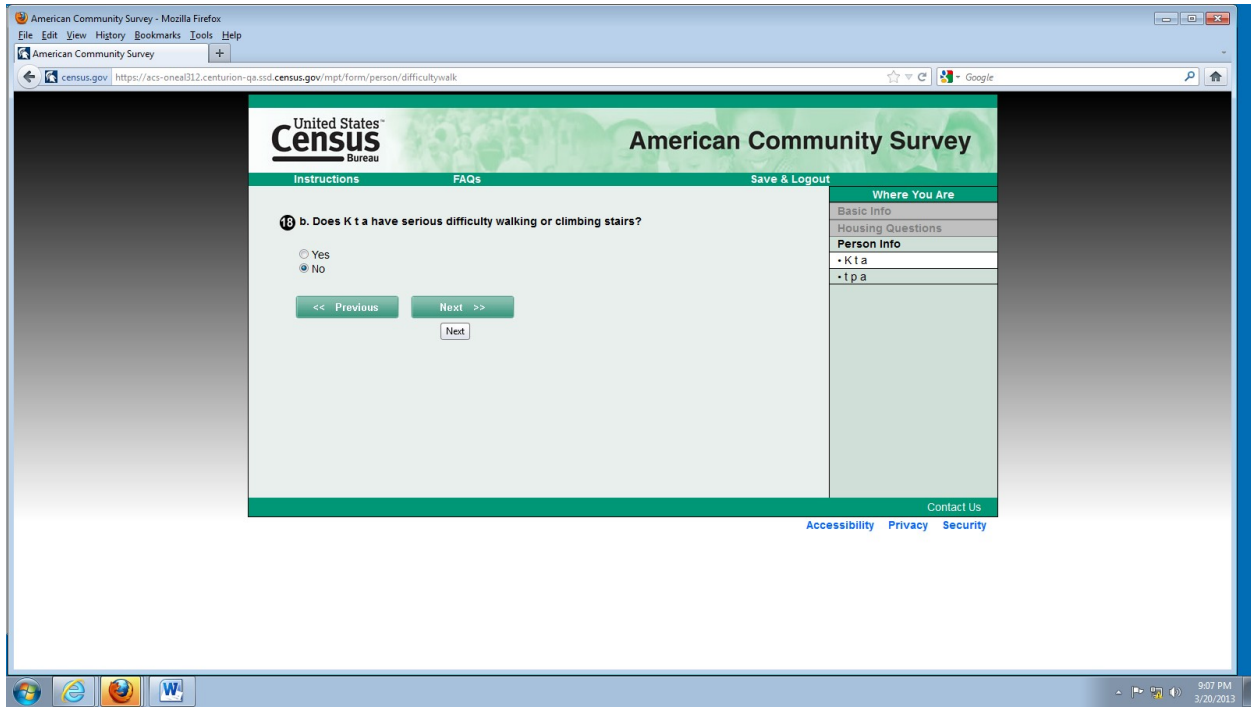 American Community Survey - Mozilla Firefox
File Edit View History Bookmarks Tools Help
American Community Survey +
census.gov https://acs-oneal312.centurion-qa.ssd.census.gov/mpt/form/person/difficultywalk Google
United States™
Census
Bureau
American Community Survey
Instructions FAQs Save & Logout
Where You Are
Basic Info
Housing Questions
Person Info
• K t a
• t p a
18 b. Does K t a have serious difficulty walking or climbing stairs?
Yes
No
<< Previous Next >>
Next
Contact Us
Accessibility Privacy Security
W
9:07 PM
3/20/2013